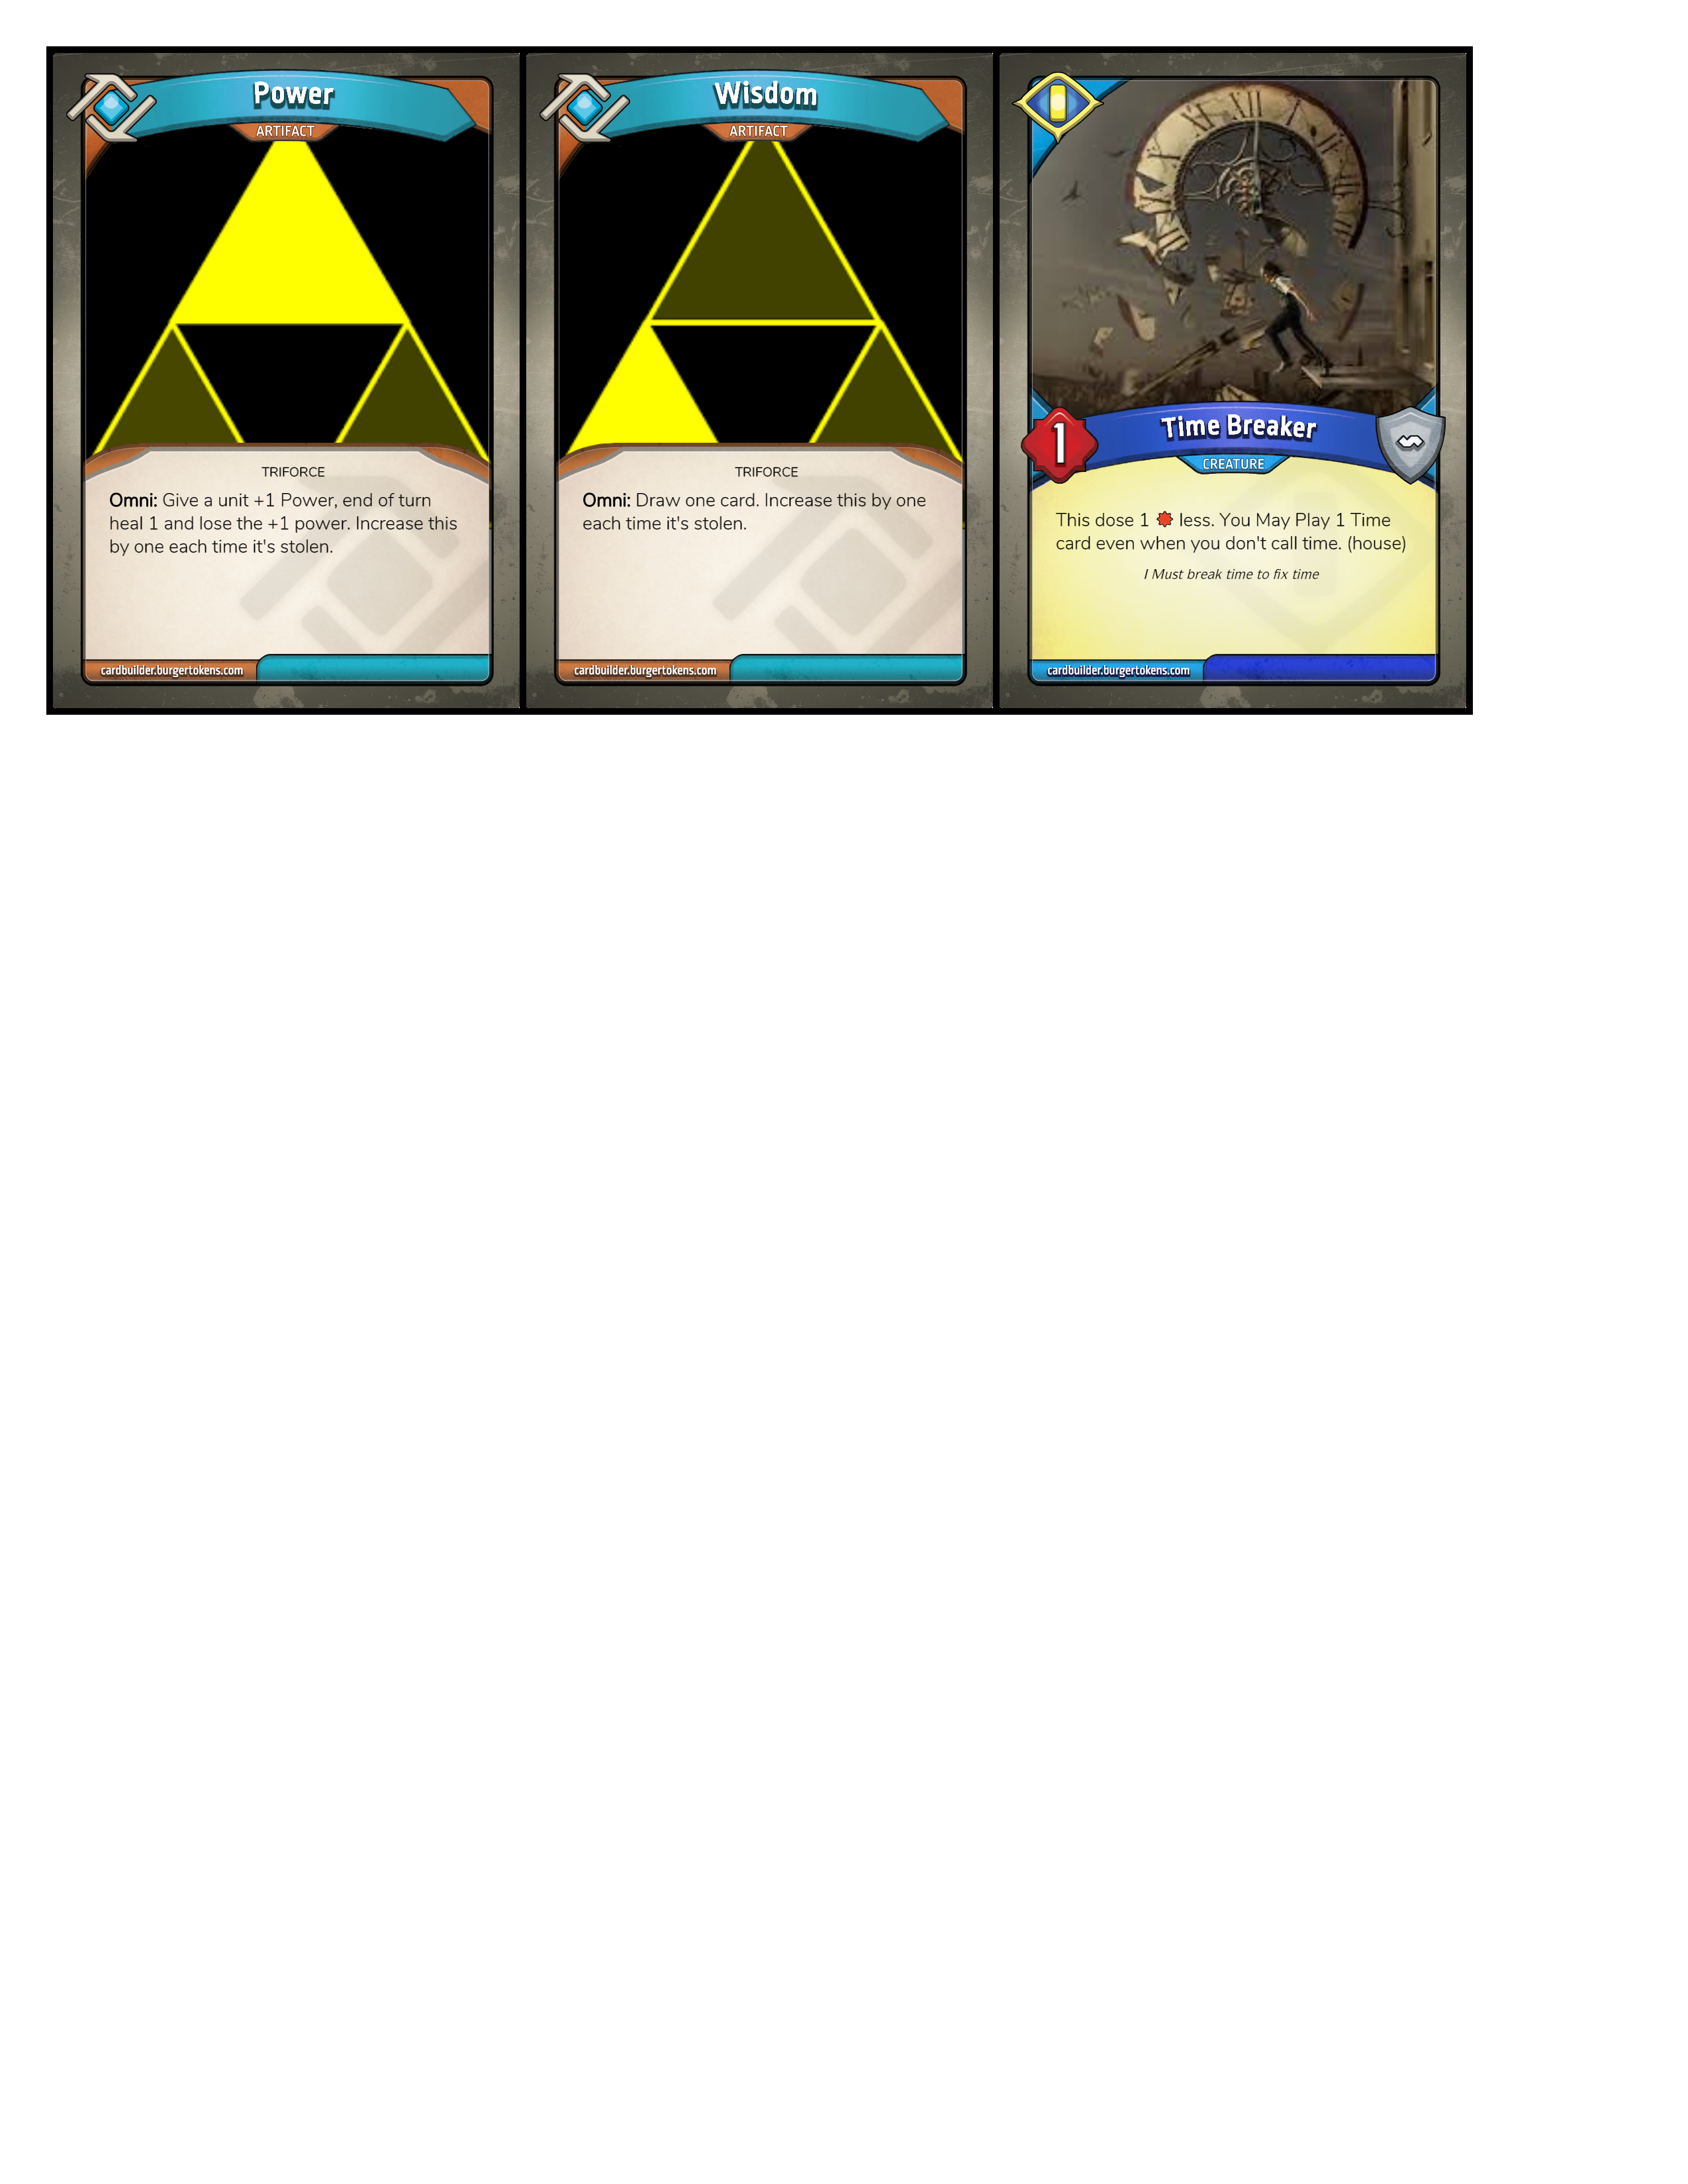 Power
ARTIFACT
TRIFORCE
Omni: Give a unit +1 Power, end of turn
heal 1 and lose the +1 power. Increase this
by one each time it's stolen.
cardbuilder.burgertokens.com
Wisdom
ARTIFACT
TRIFORCE
Omni: Draw one card. Increase this by one
each time it's stolen.
cardbuilder.burgertokens.com
XII
1
Time Breaker
CREATURE
This dose 1 less. You May Play 1 Time
card even when you don't call time. (house)
I Must break time to fix time
cardbuilder.burgertokens.com